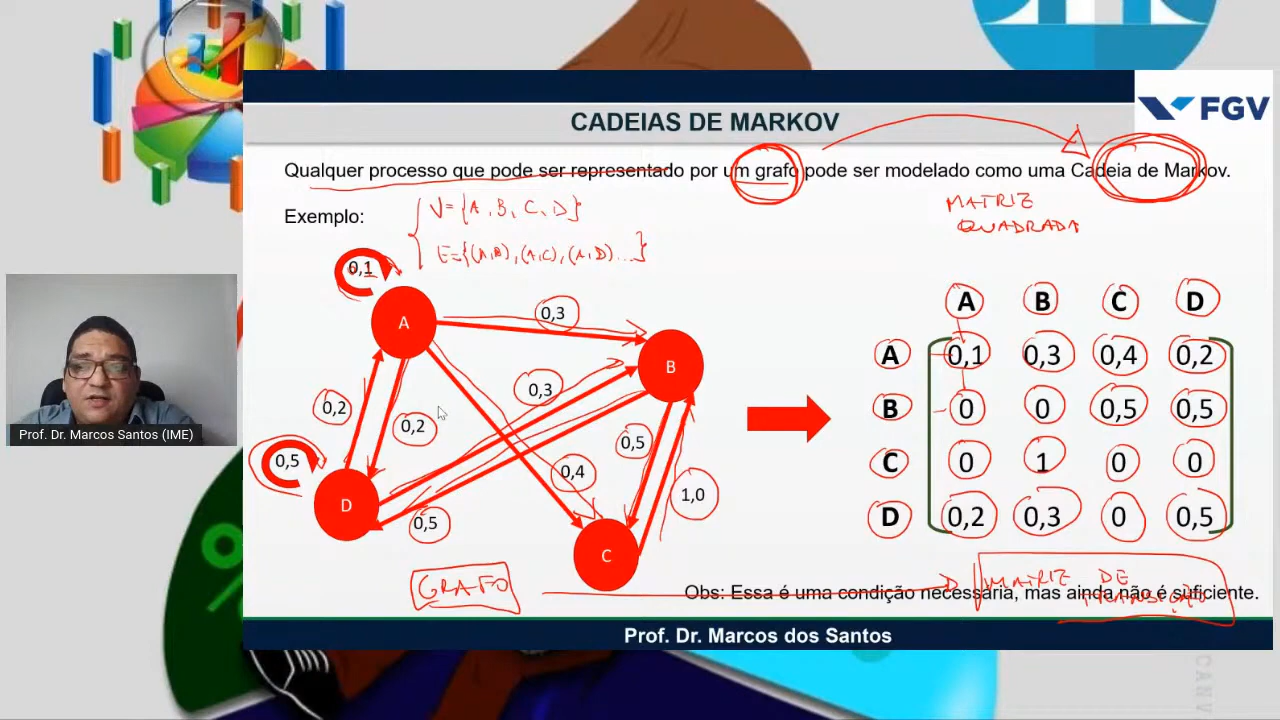 FGV
CADEIAS DE MARKOV
Qualquer processo que pode ser representado por um grafo pode ser modelado como uma Cadeia de Markov.
Exemplo:
V={A,B,C,D}
E={(A,B),(A,C),(A,D)...}
MATRIZ
QUADRADA
0,1
A
0,3
B
0,3
0,2
0,2
0,5
D
0,5
0,4
0,5
1,0
C
A B C D
A 0,1 0,3 0,4 0,2
B 0 0 0,5 0,5
C 0 1 0 0
D 0,2 0,3 0 0,5
GRAFO
MATRIZ DE
TRANSIÇÃO
Obs: Essa é uma condição necessária, mas ainda não é suficiente.
Prof. Dr. Marcos dos Santos
Prof. Dr. Marcos Santos (IME)
%
CANV